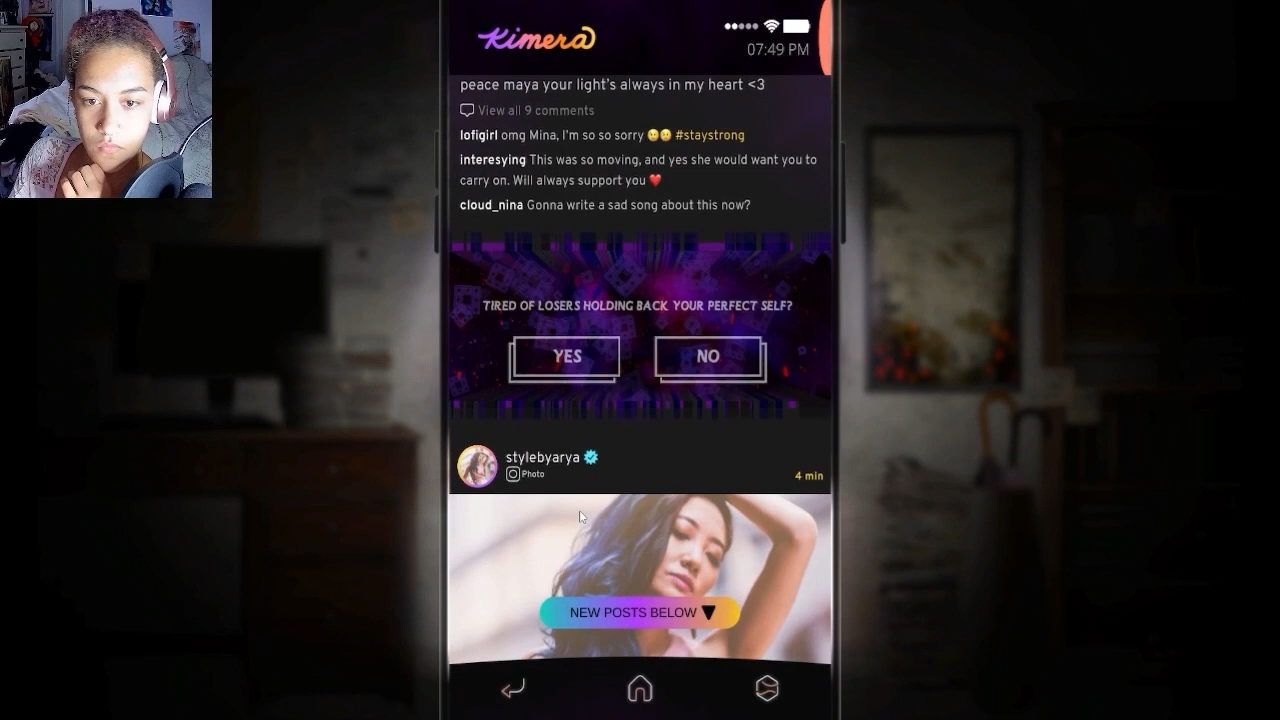 Kimera
07:49 PM
peace maya your light's always in my heart <3
View all 9 comments
lofigirl omg Mina, I'm so so sorry 🙁🙁 #staystrong
interesying This was so moving, and yes she would want you to
carry on. Will always support you ❤️
cloud_nina Gonna write a sad song about this now?
TIRED OF LOSERS HOLDING BACK YOUR PERFECT SELF?
YES
NO
stylebyarya
Photo
4 min
NEW POSTS BELOW ▼